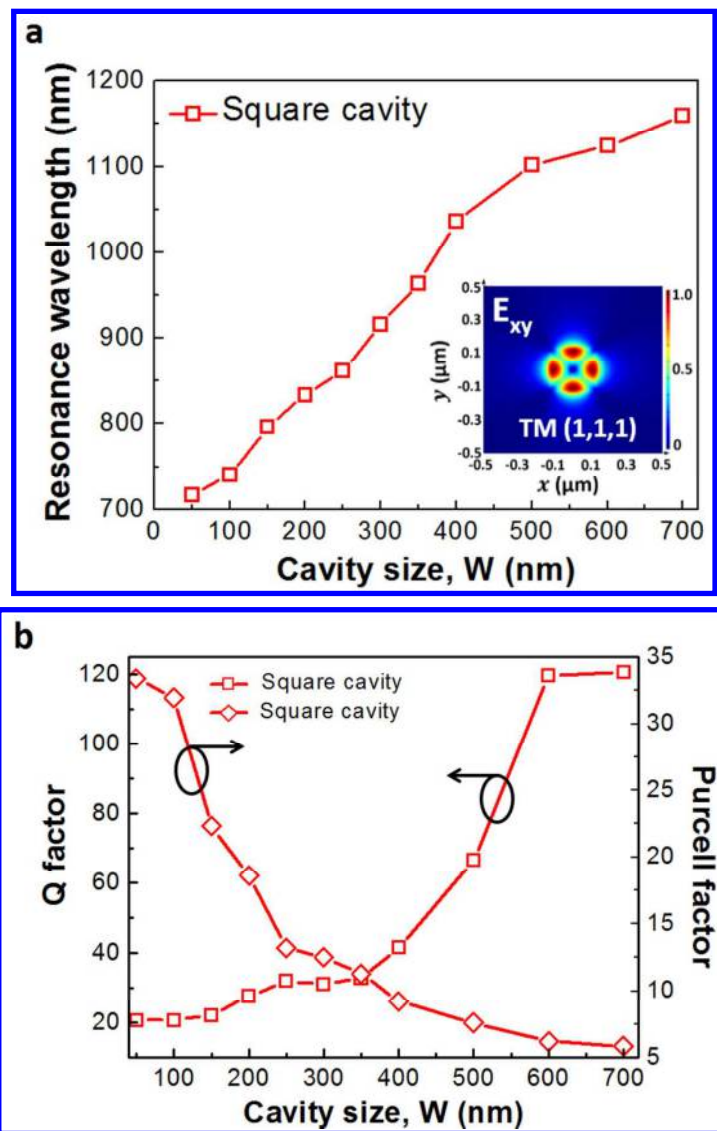 a
Resonance wavelength (nm)
1200
1100
1000
900
800
700
Square cavity
0 100 200 300 400 500 600 700
Cavity size, W (nm)
Exy
TM (1,1,1)
y (μm)
0.5
0.3
0.1
-0.1
-0.3
-0.5
-0.5 -0.3 -0.1 0.1 0.3 0.5
x (μm)
1.0
0.5
0
b
Q factor
120
100
80
60
40
20
Square cavity
Square cavity
35
30
25
20
15
10
5
Purcell factor
100 200 300 400 500 600 700
Cavity size, W (nm)